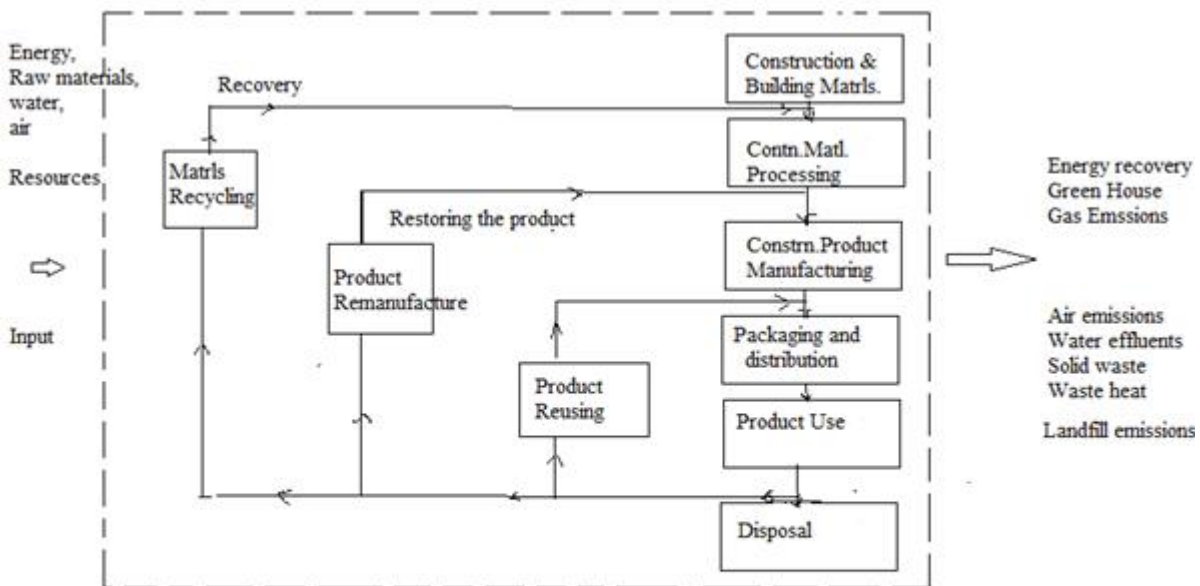 Energy,
Raw materials,
water,
air
Resources
Input
Recovery
Matrls
Recycling
Restoring the product
Product
Remanufacture
Product
Reusing
Construction &
Building Matrls.
Contn.Matl.
Processing
Constrn.Product
Manufacturing
Packaging and
distribution
Product Use
Disposal
Energy recovery
Green House
Gas Emssions
Air emissions
Water effluents
Solid waste
Waste heat
Landfill emissions